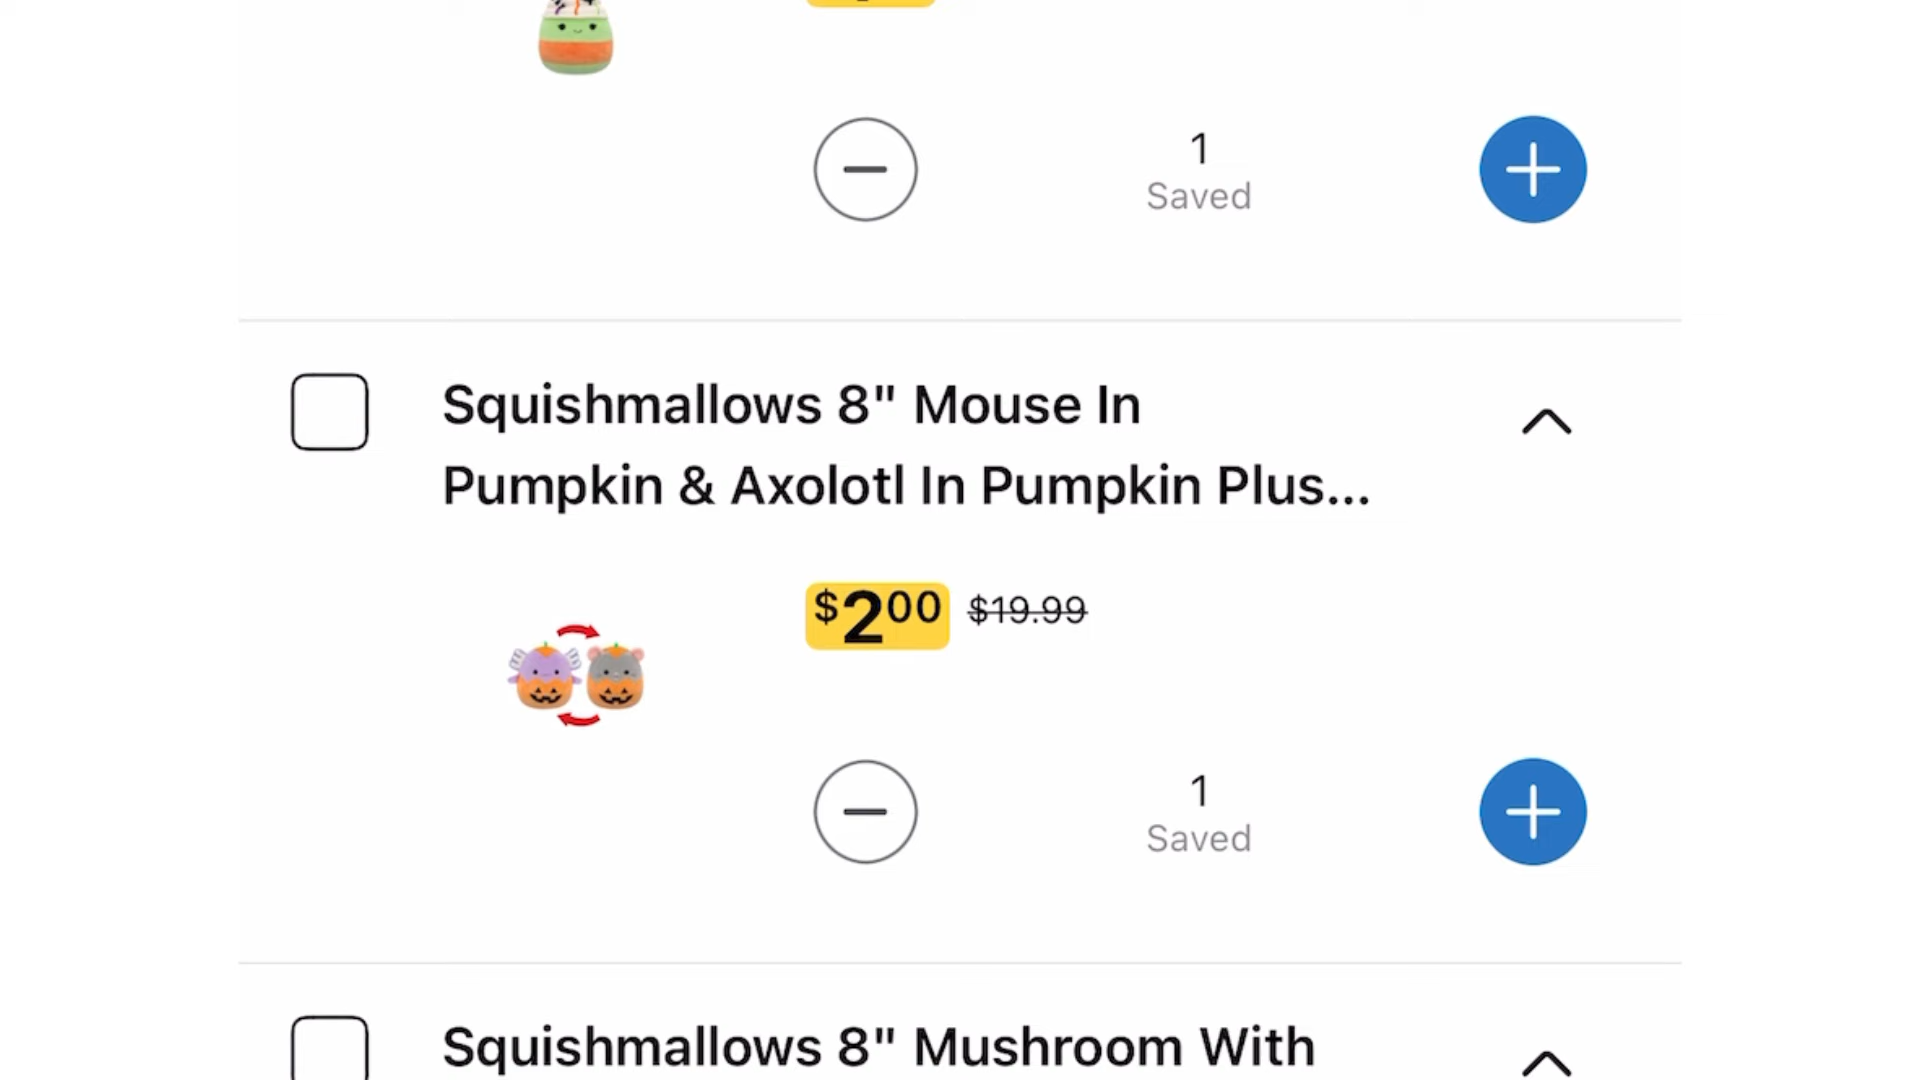 1
Saved
Squishmallows 8" Mouse In
Pumpkin & Axolotl In Pumpkin Plus...
$200 $19.99
1
Saved
Squishmallows 8" Mushroom With